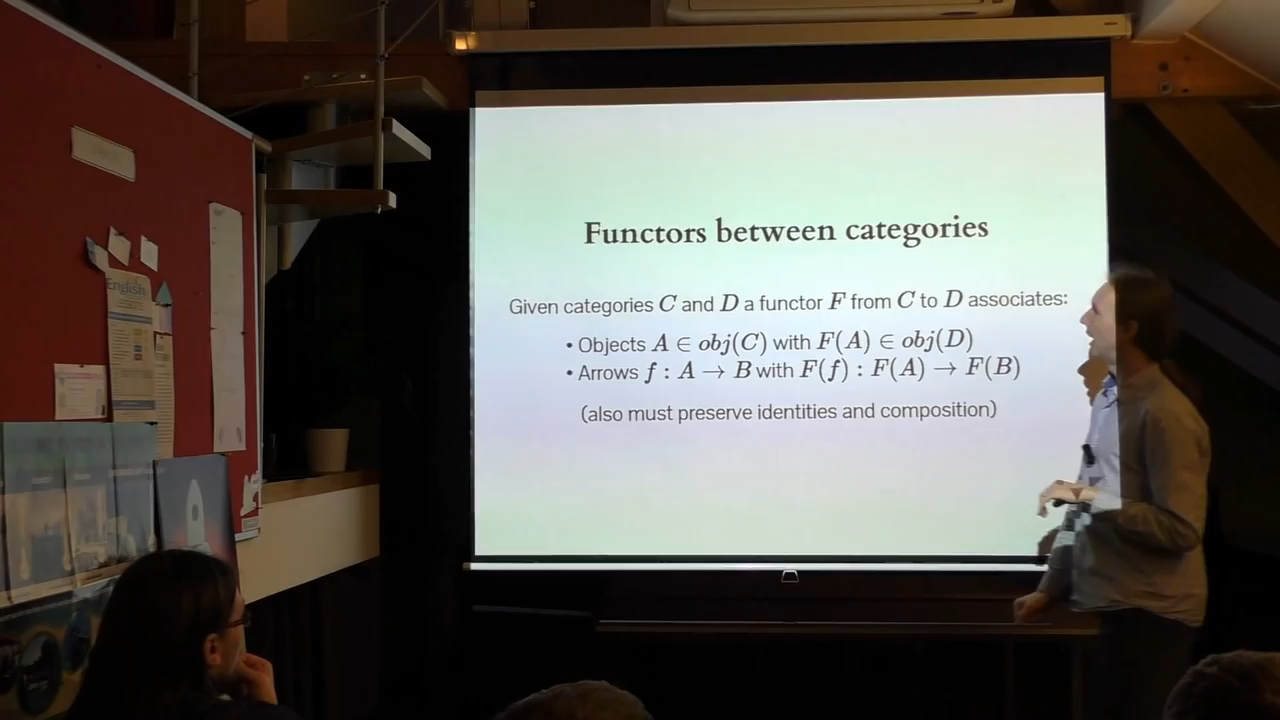 Functors between categories
Given categories C and D a functor F from C to D associates:
• Objects A ∈ obj(C) with F(A) ∈ obj(D)
• Arrows f : A → B with F(f) : F(A) → F(B)
(also must preserve identities and composition)
English